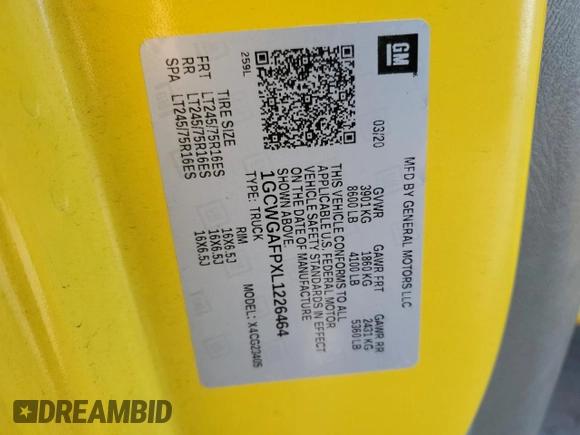 GM
MFD BY GENERAL MOTORS LLC
03/20
GVWR GAWR FRT GAWR RR
3901 KG 1860 KG 2431 KG
8600 LB 4100 LB 5360 LB
THIS VEHICLE CONFORMS TO ALL
APPLICABLE U.S. FEDERAL MOTOR
VEHICLE SAFETY STANDARDS IN EFFECT
ON THE DATE OF MANUFACTURE
SHOWN ABOVE.
1GCWGAFPXL1226464
TYPE: TRUCK MODEL: X4CG23405
259L
TIRE SIZE RIM
FRT LT245/75R16ES 16X6.5J
RR LT245/75R16ES 16X6.5J
SPA LT245/75R16ES 16X6.5J
DREAMBID